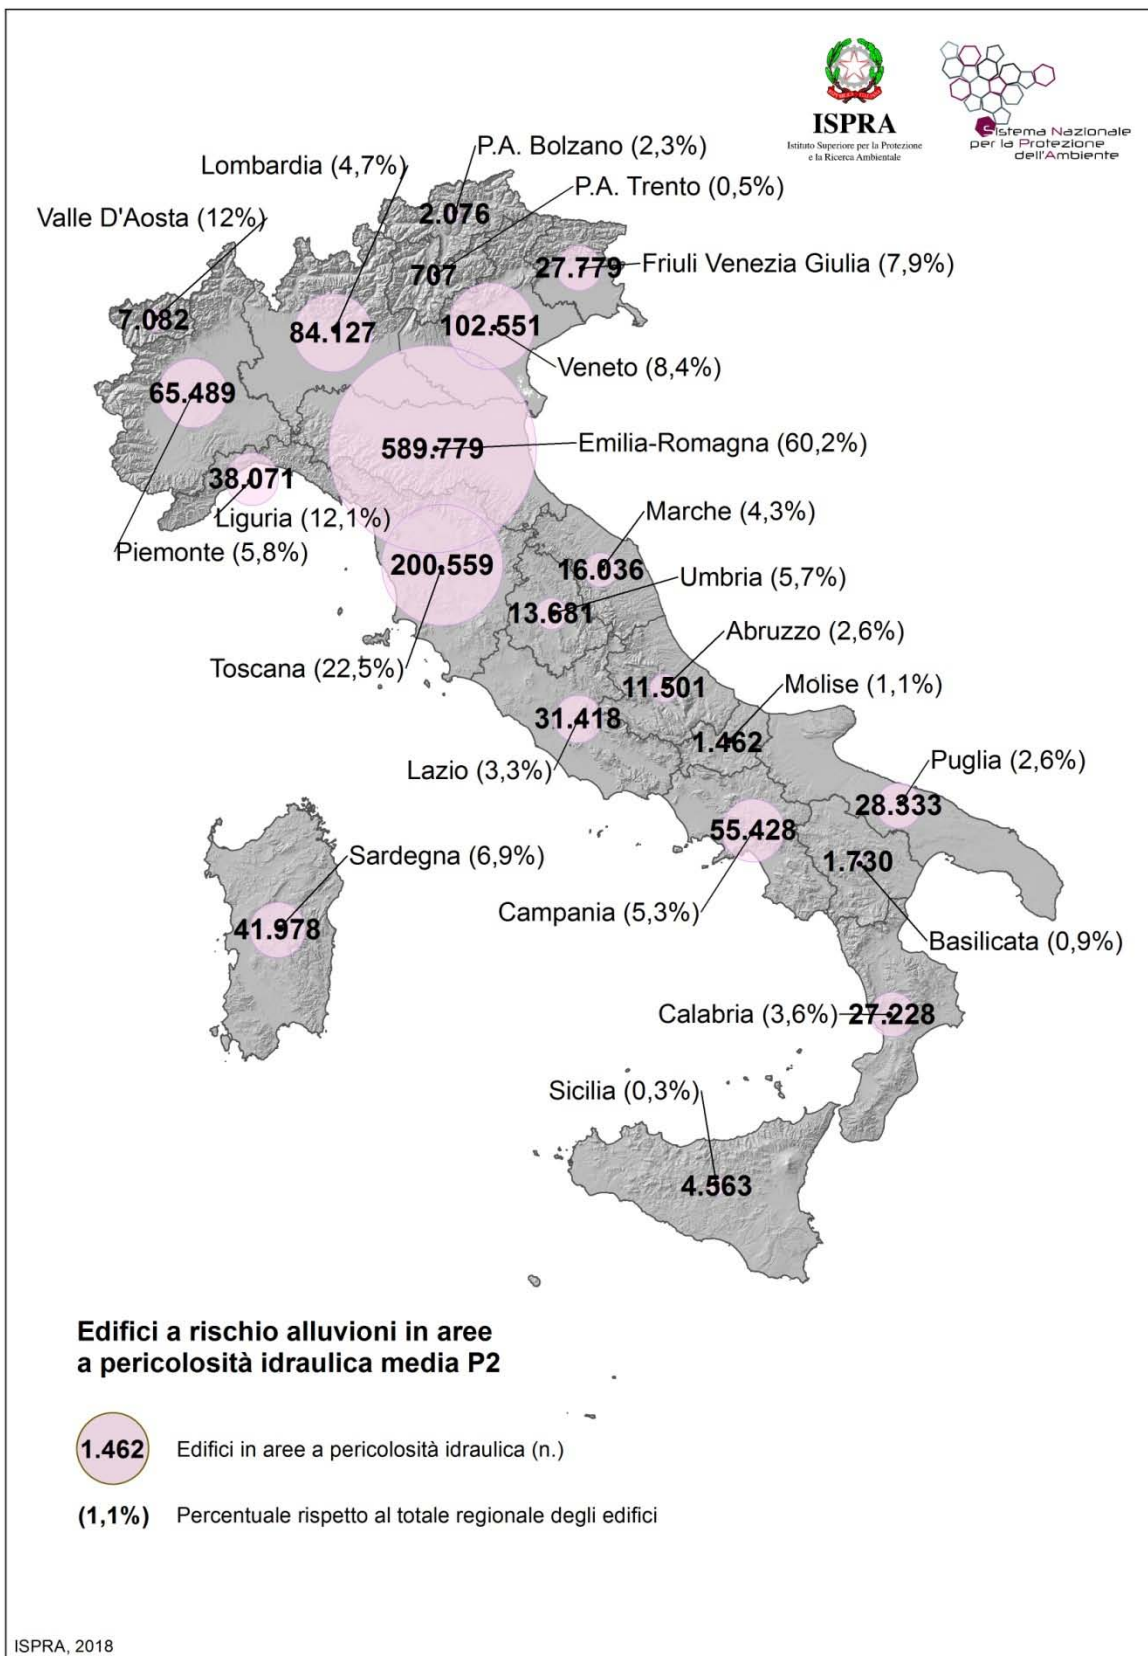 ISPRA
Istituto Superiore per la Protezione
e la Ricerca Ambientale
Sistema Nazionale
per la Protezione
dell'Ambiente
P.A. Bolzano (2,3%)
Lombardia (4,7%)
P.A. Trento (0,5%)
Valle D'Aosta (12%)
2.076
707
27.779
Friuli Venezia Giulia (7,9%)
7.082
84.127
102.551
Veneto (8,4%)
65.489
589.779
Emilia-Romagna (60,2%)
38.071
Liguria (12,1%)
Piemonte (5,8%)
Marche (4,3%)
200.559
16.036
Umbria (5,7%)
13.681
Abruzzo (2,6%)
Toscana (22,5%)
11.501
Molise (1,1%)
31.418
1.462
Lazio (3,3%)
Puglia (2,6%)
28.333
55.428
Sardegna (6,9%)
1.730
Campania (5,3%)
41.978
Basilicata (0,9%)
Calabria (3,6%)
27.228
Sicilia (0,3%)
4.563
Edifici a rischio alluvioni in aree
a pericolosità idraulica media P2
1.462
Edifici in aree a pericolosità idraulica (n.)
(1,1%)
Percentuale rispetto al totale regionale degli edifici
ISPRA, 2018